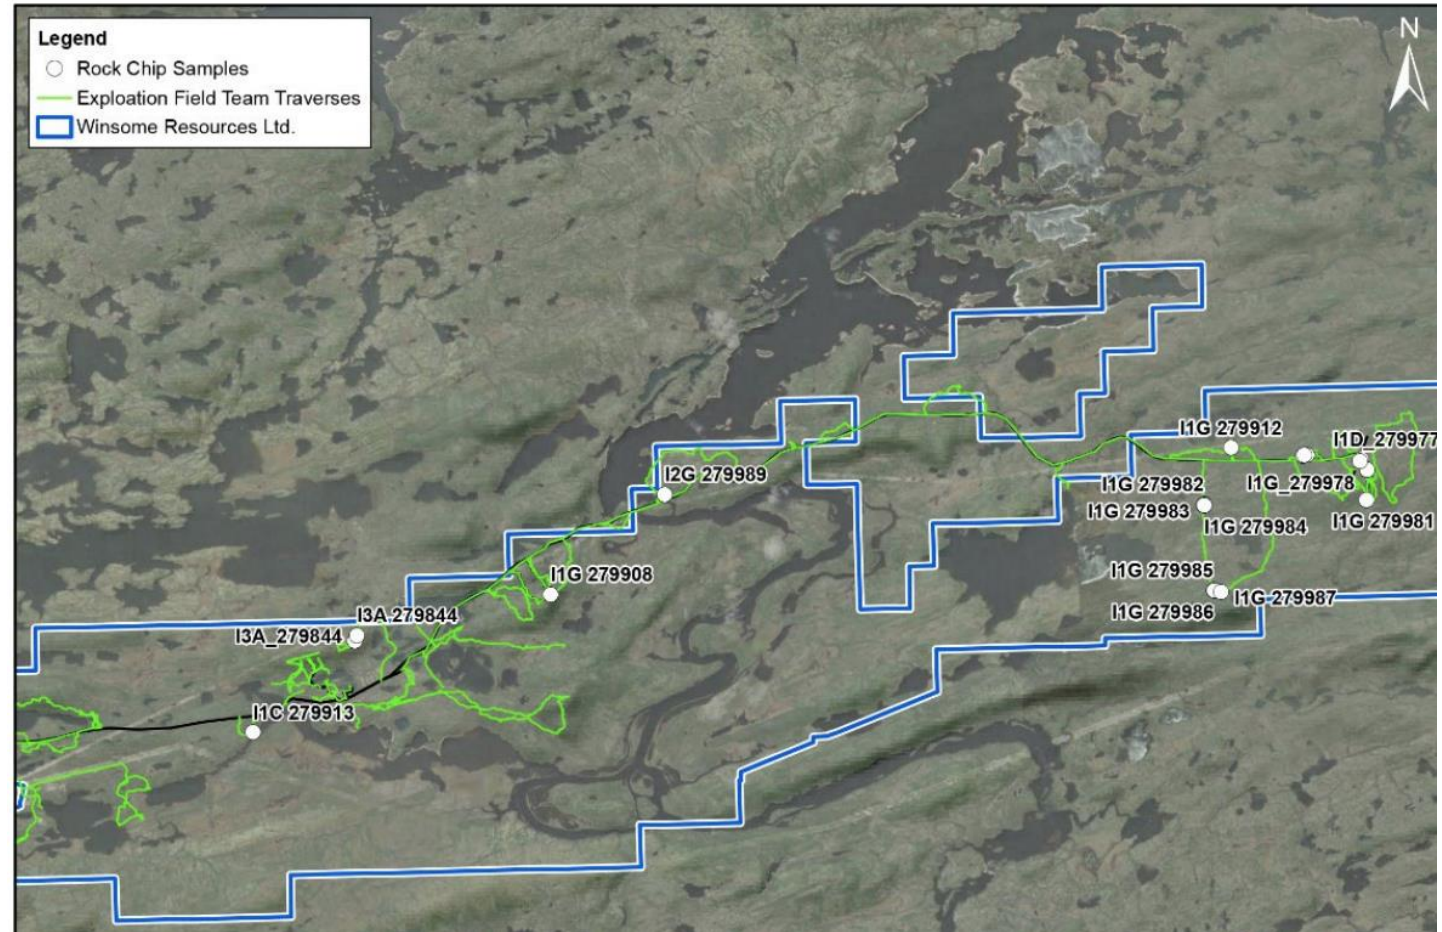 Legend
Rock Chip Samples
Exploation Field Team Traverses
Winsome Resources Ltd.
N
I1G 279912
I1D_279977
I2G 279989
I1G 279982
I1G_279978
I1G 279983
I1G 279984
I1G 279981
I1G 279908
I1G 279985
I1G 279986
I1G 279987
I3A 279844
I3A_279844
I1C 279913